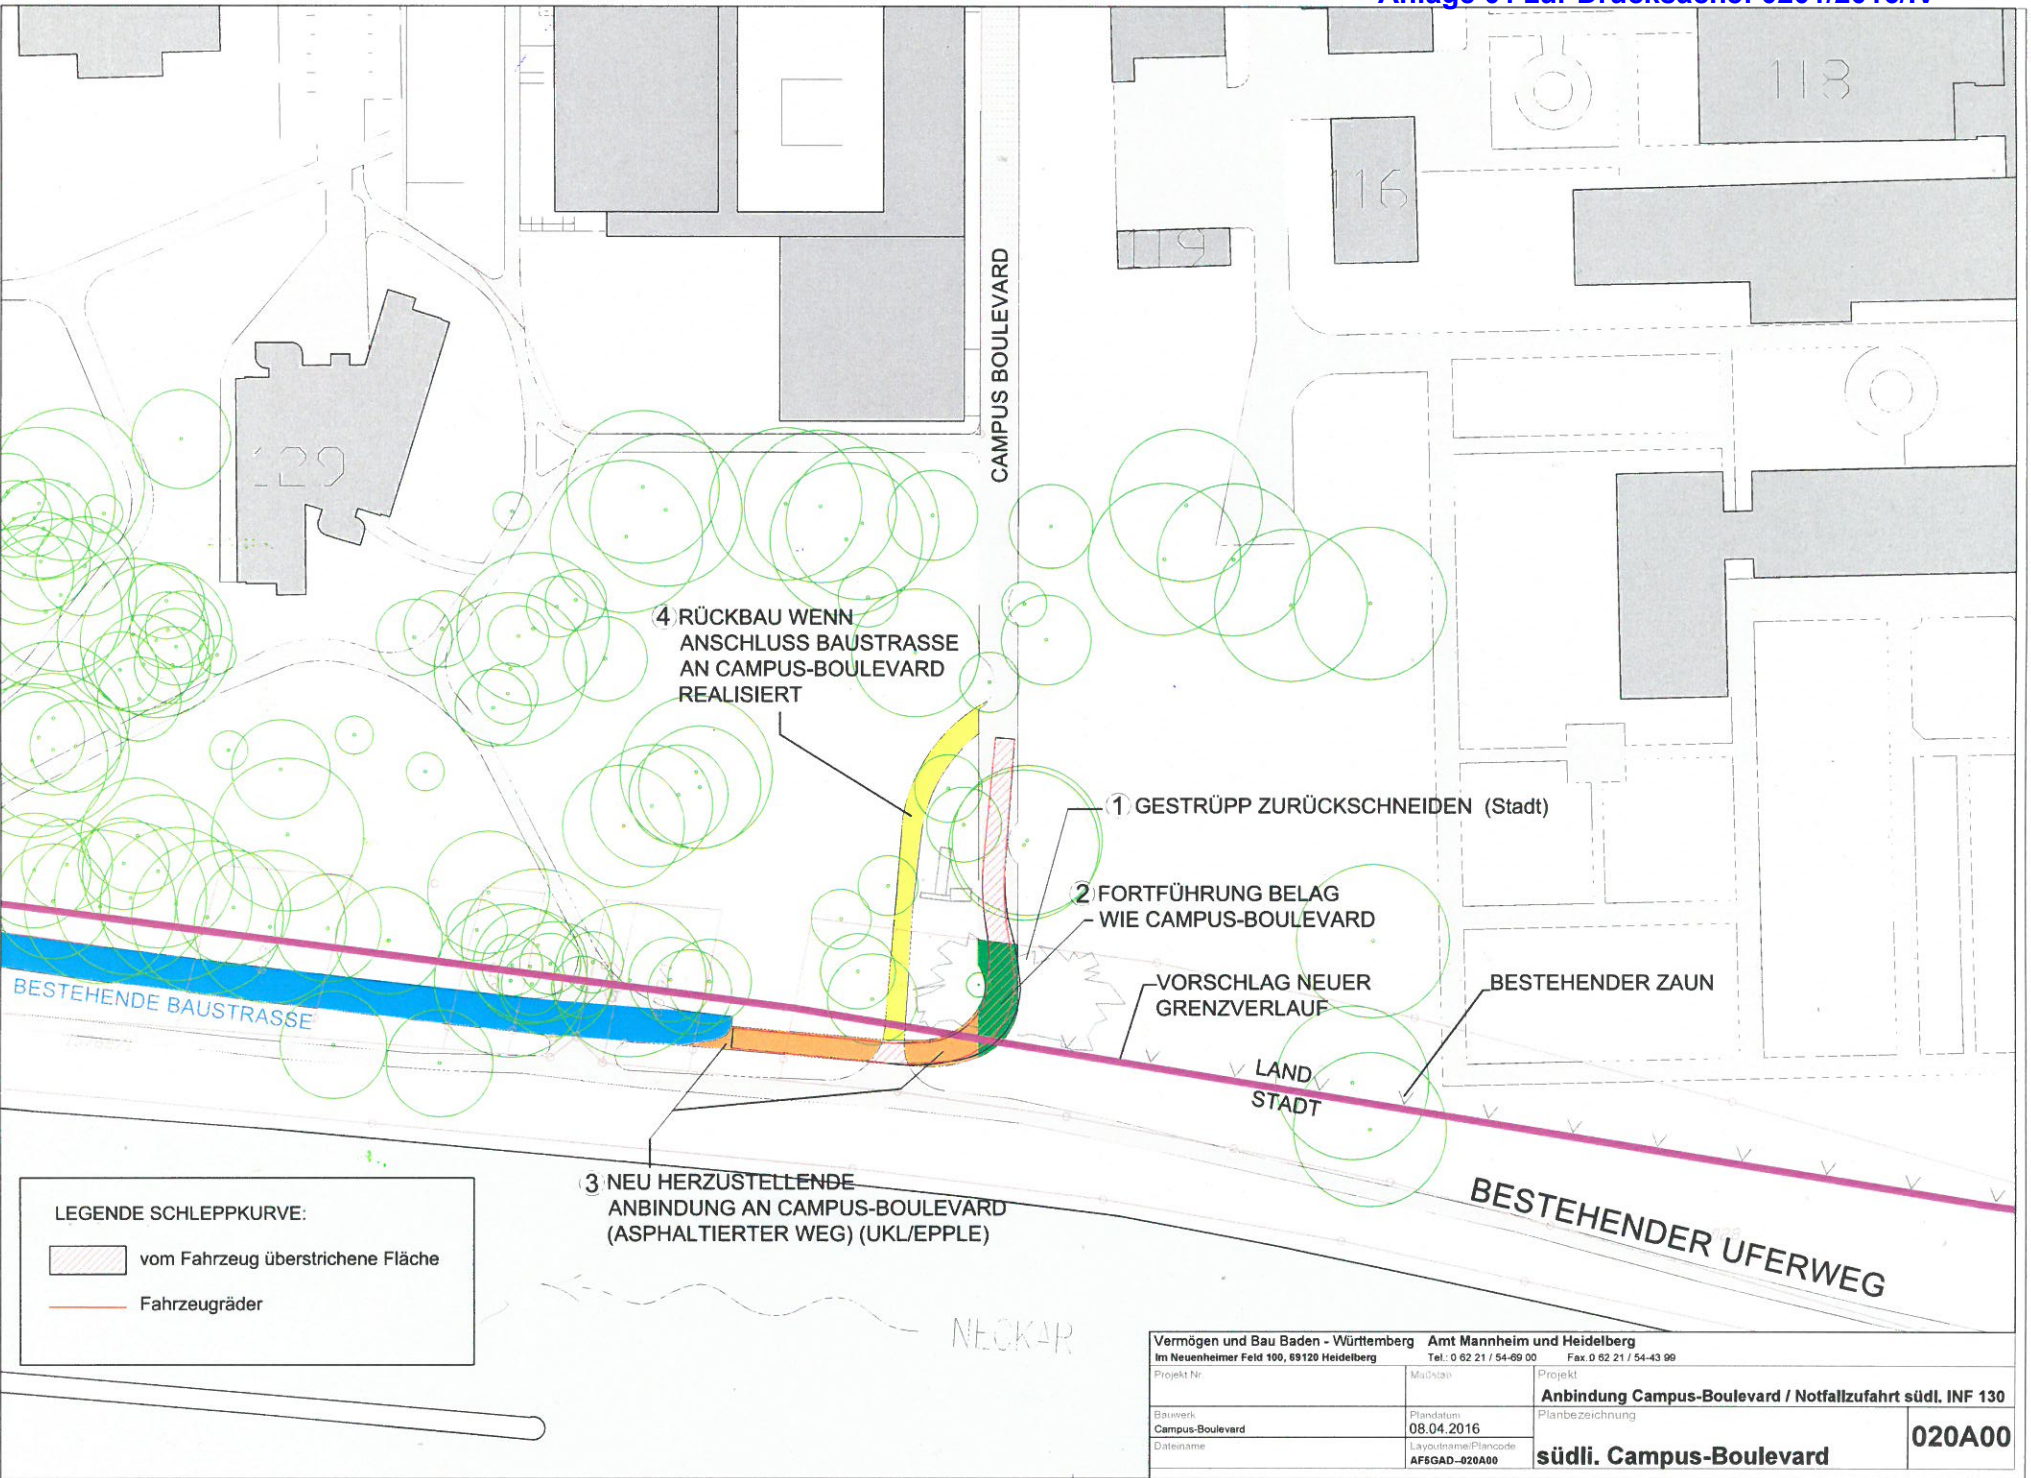 118
116
119
CAMPUS BOULEVARD
129
4 RÜCKBAU WENN
ANSCHLUSS BAUSTRASSE
AN CAMPUS-BOULEVARD
REALISIERT
1 GESTRÜPP ZURÜCKSCHNEIDEN (Stadt)
2 FORTFÜHRUNG BELAG
WIE CAMPUS-BOULEVARD
VORSCHLAG NEUER
GRENZVERLAUF
BESTEHENDER ZAUN
BESTEHENDE BAUSTRASSE
LAND
STADT
3 NEU HERZUSTELLENDE
ANBINDUNG AN CAMPUS-BOULEVARD
(ASPHALTIERTER WEG) (UKL/EPPLE)
BESTEHENDER UFERWEG
LEGENDE SCHLEPPKURVE:
vom Fahrzeug überstrichene Fläche
Fahrzeugräder
NECKAR
Vermögen und Bau Baden - Württemberg Amt Mannheim und Heidelberg
Im Neuenheimer Feld 100, 69120 Heidelberg Tel.: 0 62 21 / 54-69 00 Fax.0 62 21 / 54-43 99
Projekt Nr.
Maßstab
Projekt
Anbindung Campus-Boulevard / Notfallzufahrt südl. INF 130
Bauwerk
Campus-Boulevard
Plandatum
08.04.2016
Planbezeichnung
südli. Campus-Boulevard
020A00
Dateiname
Layoutname/Plancode
AF5GAD--020A00